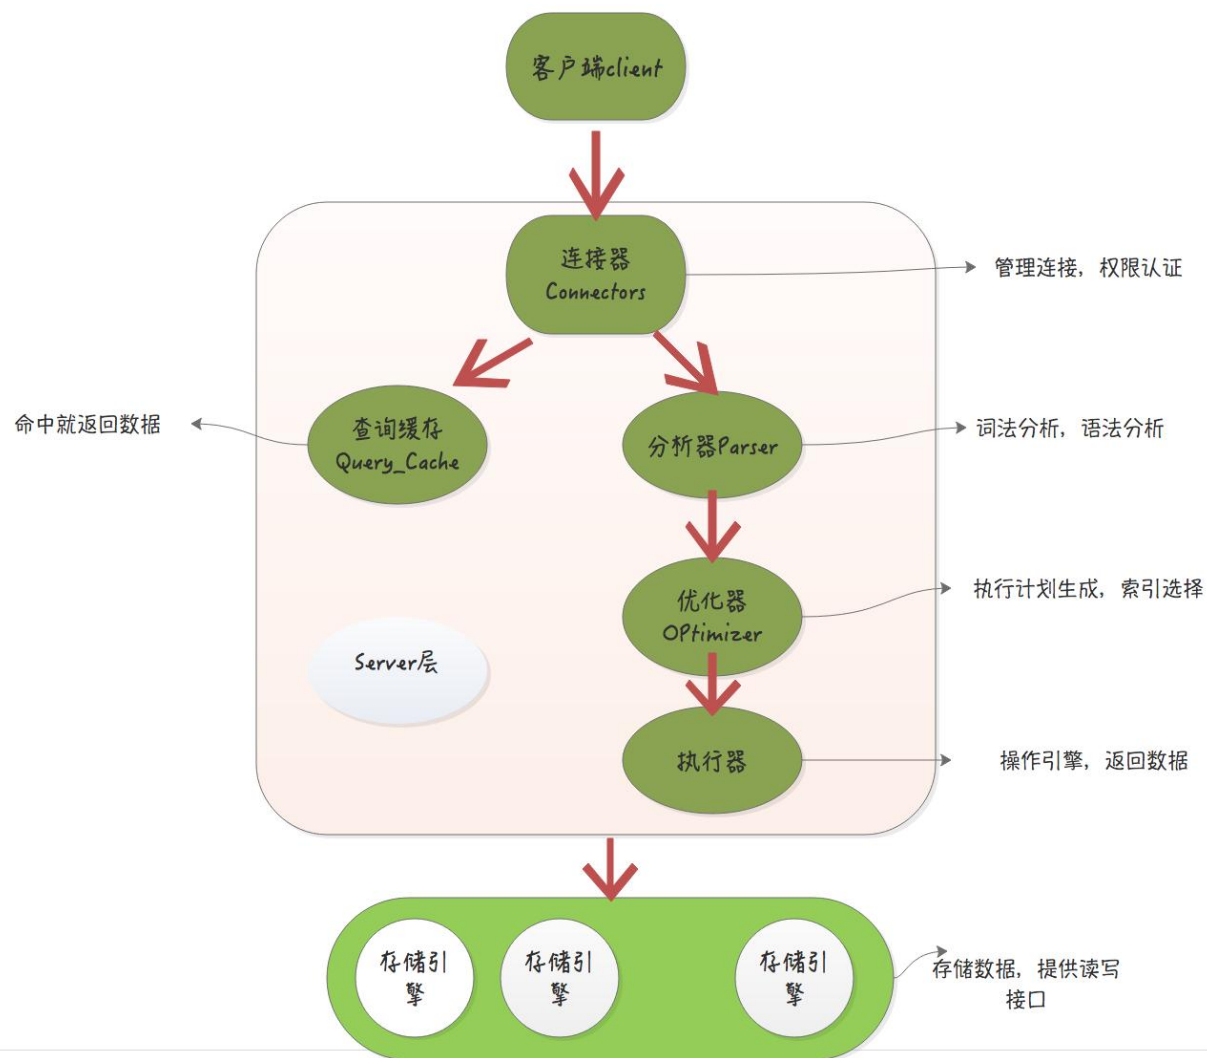 客户端client
连接器
Connectors
管理连接，权限认证
命中就返回数据
查询缓存
Query_Cache
分析器Parser
词法分析，语法分析
优化器
OPtimizer
执行计划生成，索引选择
Server层
执行器
操作引擎，返回数据
存储引
擎
存储引
擎
存储引
擎
存储数据，提供读写
接口